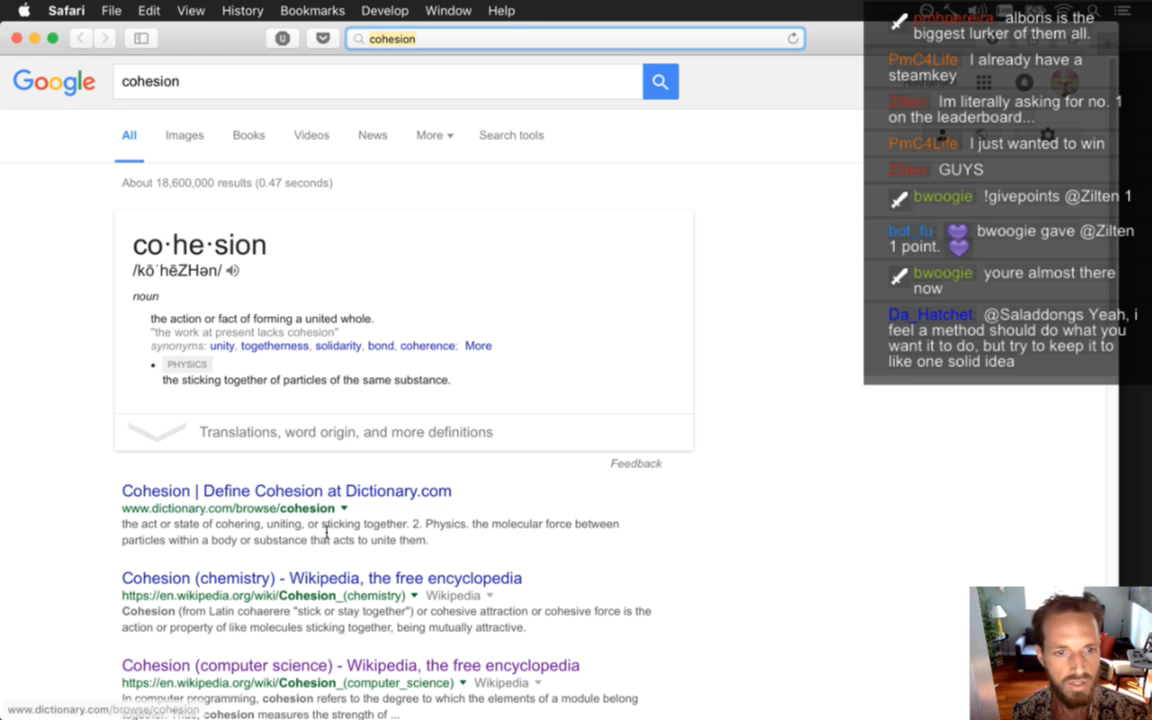 Safari File Edit View History Bookmarks Develop Window Help
cohesion
Google
cohesion
All Images Books Videos News More Search tools
About 18,600,000 results (0.47 seconds)
co·he·sion
/kōˈhēZHən/
noun
the action or fact of forming a united whole.
"the work at present lacks cohesion"
synonyms: unity, togetherness, solidarity, bond, coherence; More
PHYSICS
the sticking together of particles of the same substance.
Translations, word origin, and more definitions
Feedback
Cohesion | Define Cohesion at Dictionary.com
www.dictionary.com/browse/cohesion
the act or state of cohering, uniting, or sticking together. 2. Physics. the molecular force between
particles within a body or substance that acts to unite them.
Cohesion (chemistry) - Wikipedia, the free encyclopedia
https://en.wikipedia.org/wiki/Cohesion_(chemistry) Wikipedia
Cohesion (from Latin cohaerere "stick or stay together") or cohesive attraction or cohesive force is the
action or property of like molecules sticking together, being mutually attractive.
Cohesion (computer science) - Wikipedia, the free encyclopedia
https://en.wikipedia.org/wiki/Cohesion_(computer_science) Wikipedia
In computer programming, cohesion refers to the degree to which the elements of a module belong
cohesion measures the strength of ...
www.dictionary.com/browse/cohesion
pmhpereira alboris is the
biggest lurker of them all.
PmC4Life I already have a
steamkey
Zilten Im literally asking for no. 1
on the leaderboard...
PmC4Life I just wanted to win
Zilten GUYS
bwoogie !givepoints @Zilten 1
bot_fu bwoogie gave @Zilten
1 point.
bwoogie youre almost there
now
Da_Hatchet @Saladdongs Yeah, i
feel a method should do what you
want it to do, but try to keep it to
like one solid idea